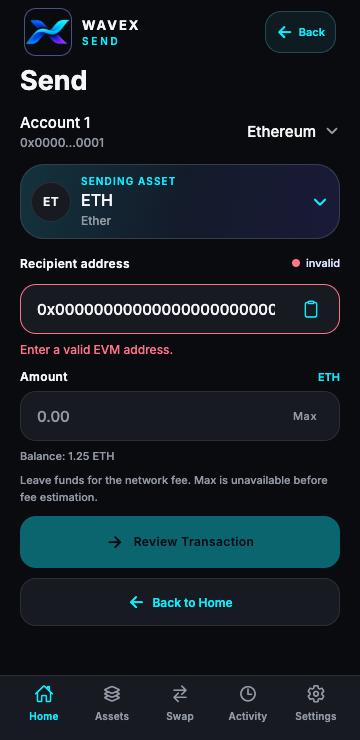 WAVEX
SEND
Back
Send
Account 1
0x0000...0001
Ethereum
SENDING ASSET
ET
ETH
Ether
Recipient address
invalid
0x000000000000000000000
Enter a valid EVM address.
Amount
ETH
0.00
Max
Balance: 1.25 ETH
Leave funds for the network fee. Max is unavailable before
fee estimation.
Review Transaction
Back to Home
Home
Assets
Swap
Activity
Settings